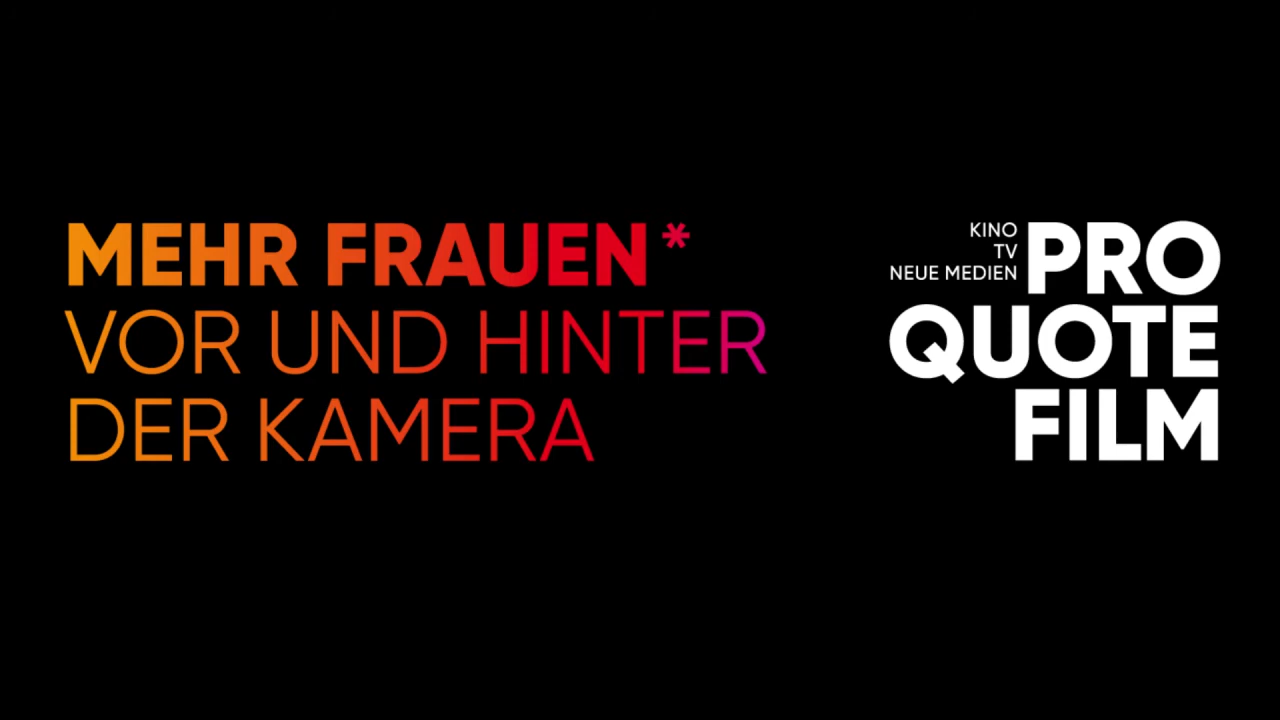 MEHR FRAUEN*
VOR UND HINTER
DER KAMERA
KINO
TV
NEUE MEDIEN
PRO
QUOTE
FILM